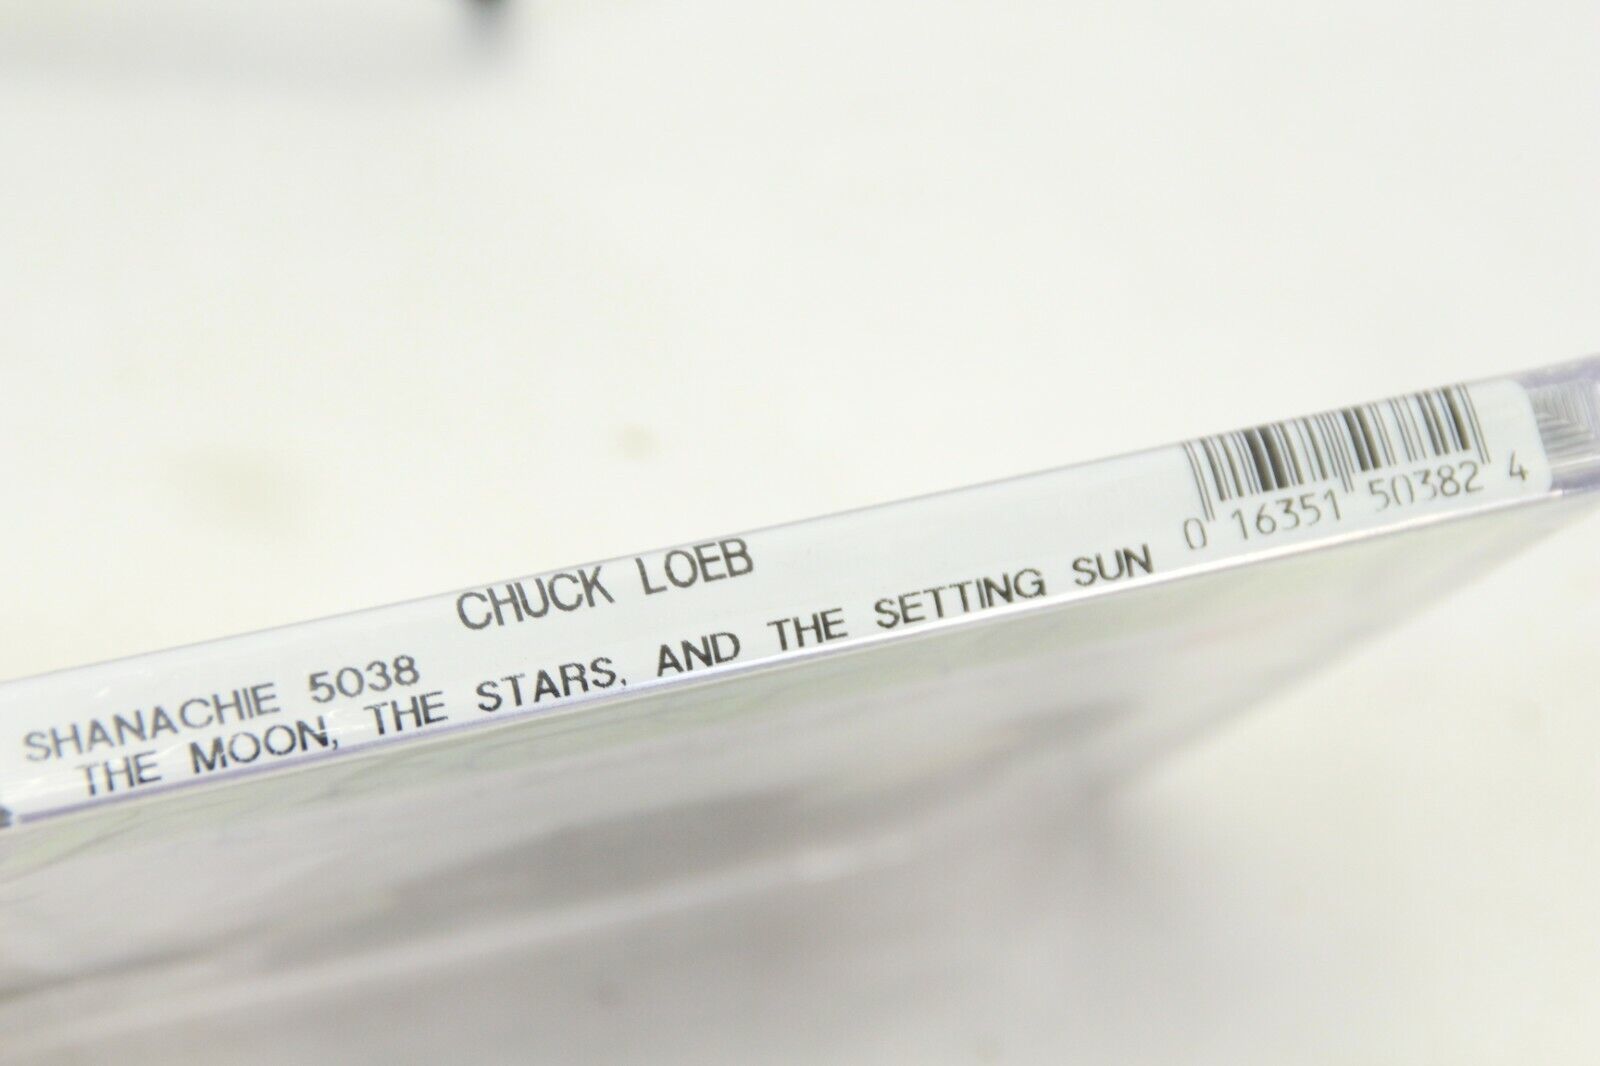 CHUCK LOEB
SHANACHIE 5038
THE MOON, THE STARS, AND THE SETTING SUN
0 16351 50382 4